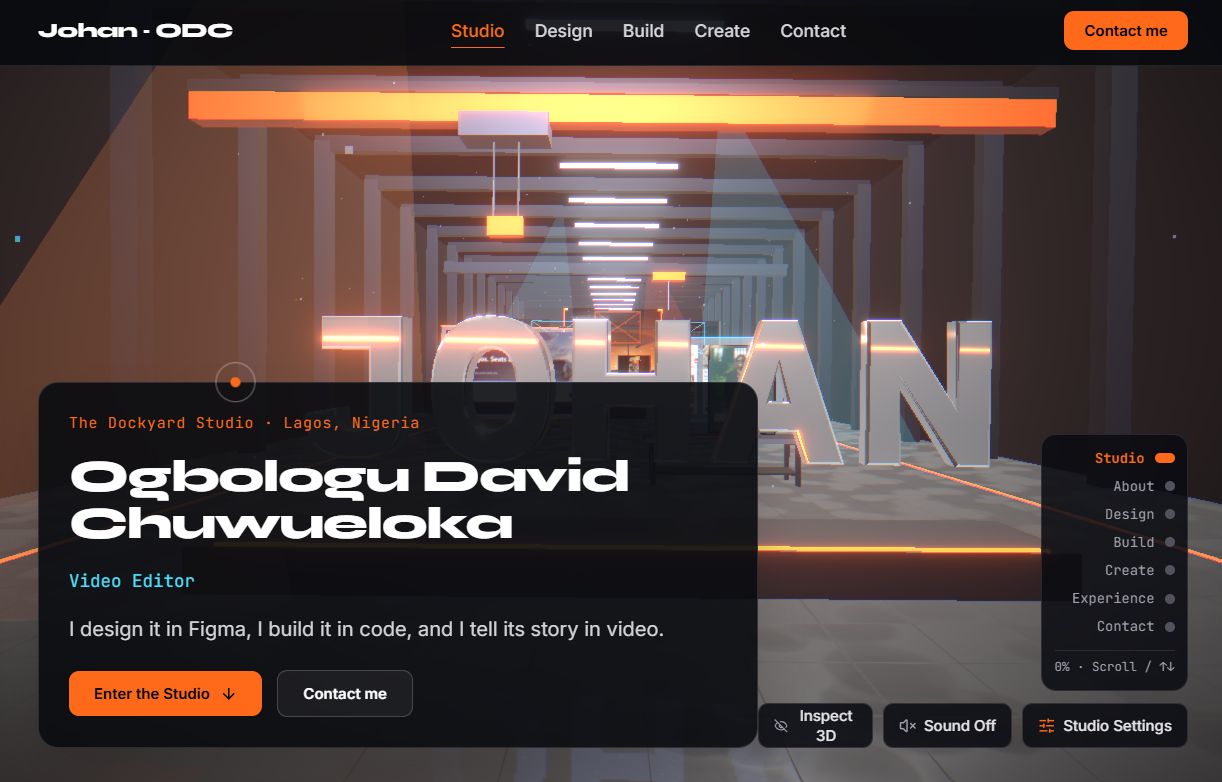 Johan - ODC
Studio
Design
Build
Create
Contact
Contact me
JOHAN
The Dockyard Studio · Lagos, Nigeria
Ogbologu David
Chuwueloka
Video Editor
I design it in Figma, I build it in code, and I tell its story in video.
Enter the Studio ↓
Contact me
Studio
About
Design
Build
Create
Experience
Contact
0% · Scroll / ↑↓
Inspect
3D
Sound Off
Studio Settings